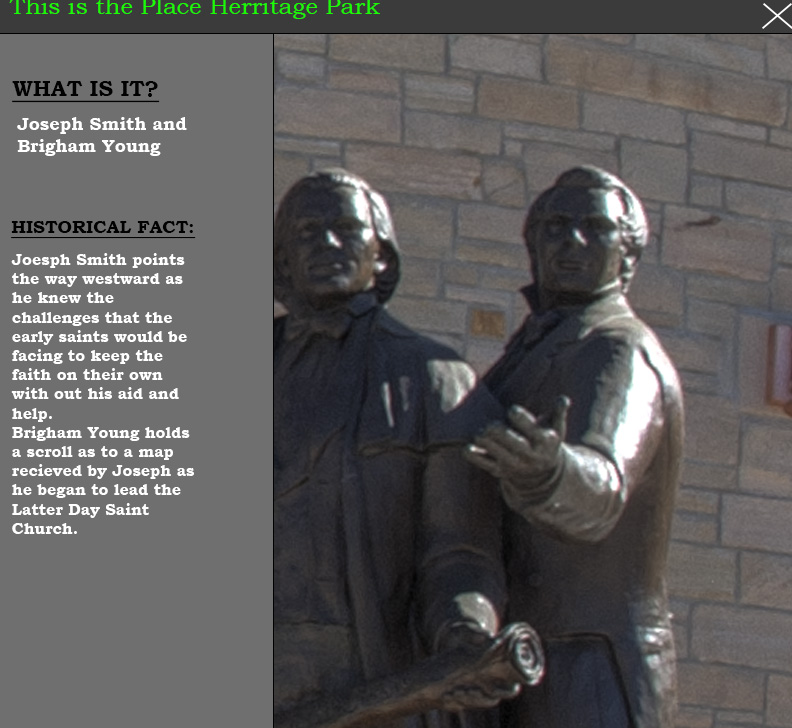 This is the Place Herritage Park
WHAT IS IT?
Joseph Smith and
Brigham Young
HISTORICAL FACT:
Joesph Smith points
the way westward as
he knew the
challenges that the
early saints would be
facing to keep the
faith on their own
with out his aid and
help.
Brigham Young holds
a scroll as to a map
recieved by Joseph as
he began to lead the
Latter Day Saint
Church.